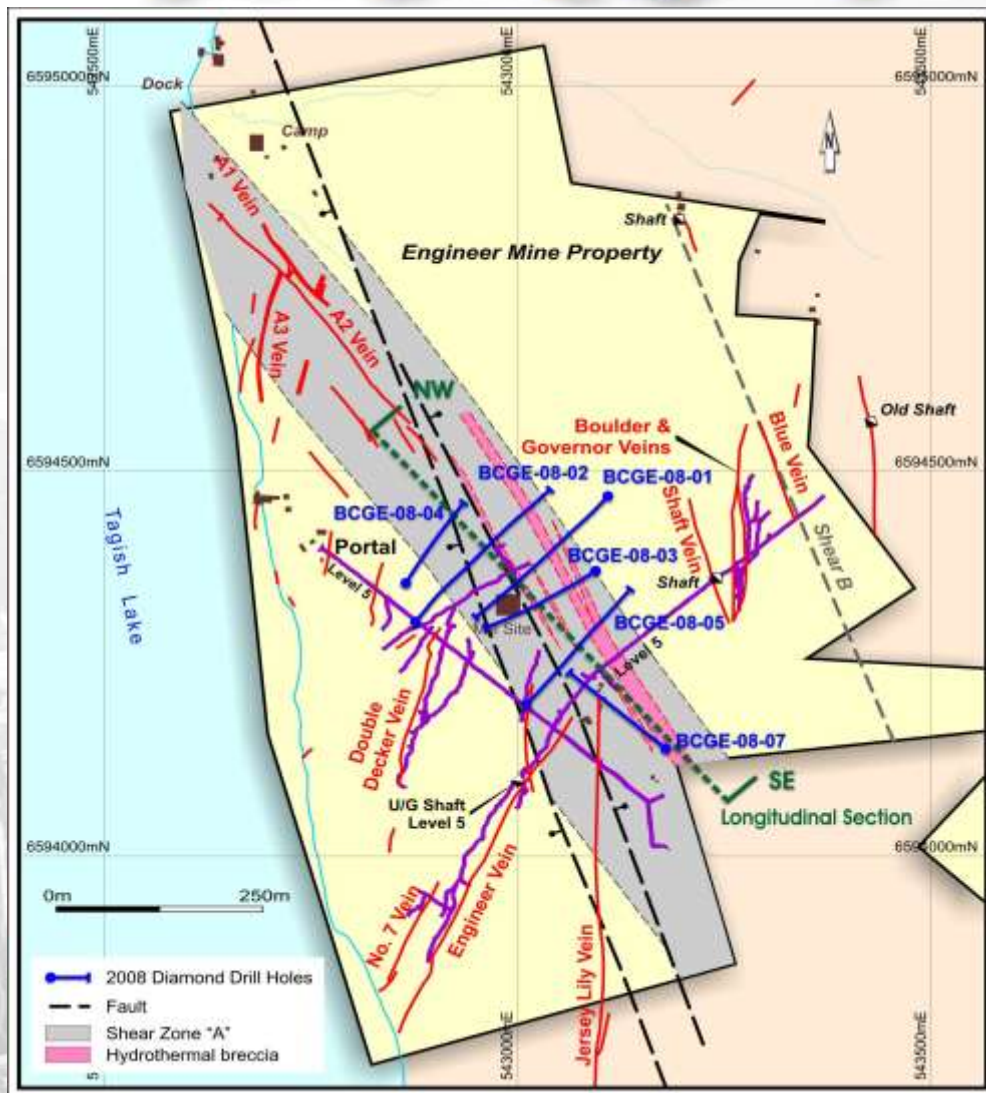 542500mE
543000mE
543500mE
6595000mN
6595000mN
Dock
Camp
N
A1 Vein
Shaft
Engineer Mine Property
A3 Vein
A2 Vein
NW
Boulder &
Governor Veins
Blue Vein
Old Shaft
6594500mN
6594500mN
BCGE-08-02
BCGE-08-01
BCGE-08-04
Shaft Vein
Tagish Lake
Portal
Level 5
BCGE-08-03
Shaft
Shear B
Site
BCGE-08-05
Level 5
Double
Decker Vein
BCGE-08-07
U/G Shaft
Level 5
SE
Longitudinal Section
6594000mN
6594000mN
0m
250m
No. 7 Vein
Engineer Vein
Jersey Lily Vein
2008 Diamond Drill Holes
Fault
Shear Zone "A"
Hydrothermal breccia
543000mE
543500mE